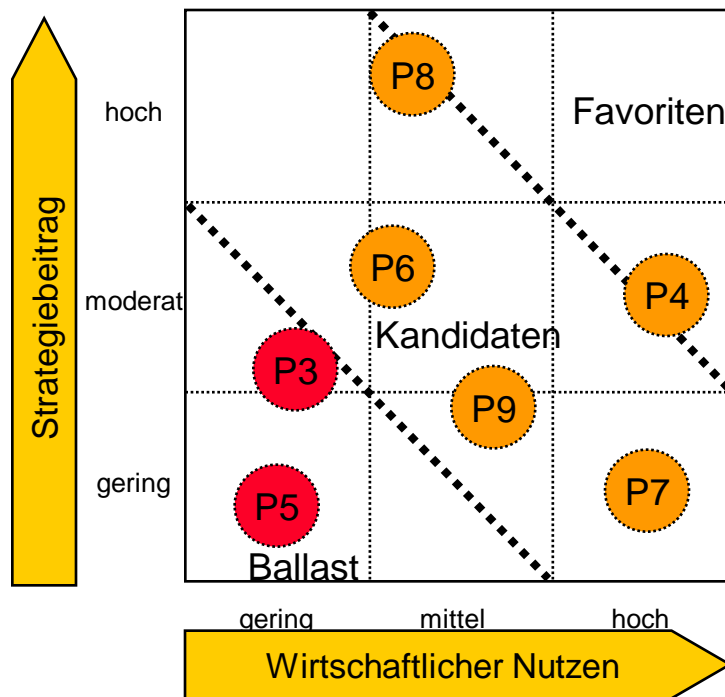 Strategiebeitrag
hoch
moderat
gering
P8
Favoriten
P6
P4
Kandidaten
P3
P9
P7
P5
Ballast
gering
mittel
hoch
Wirtschaftlicher Nutzen